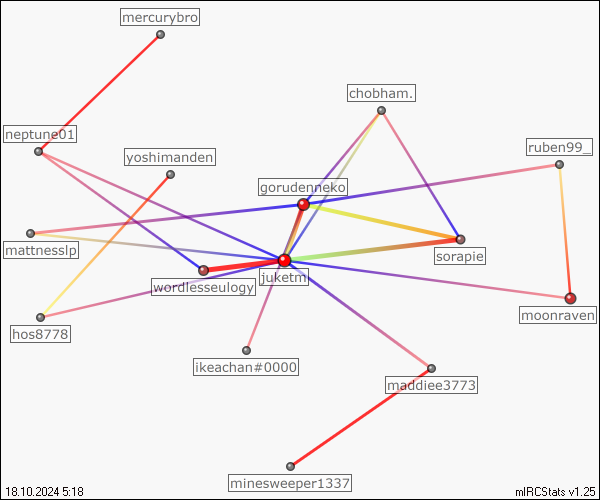 mercurybro
chobham.
neptune01
ruben99_
yoshimanden
gorudenneko
mattnesslp
sorapie
juketm
wordlesseulogy
moonraven
hos8778
ikeachan#0000
maddiee3773
minesweeper1337
18.10.2024 5:18
mIRCStats v1.25